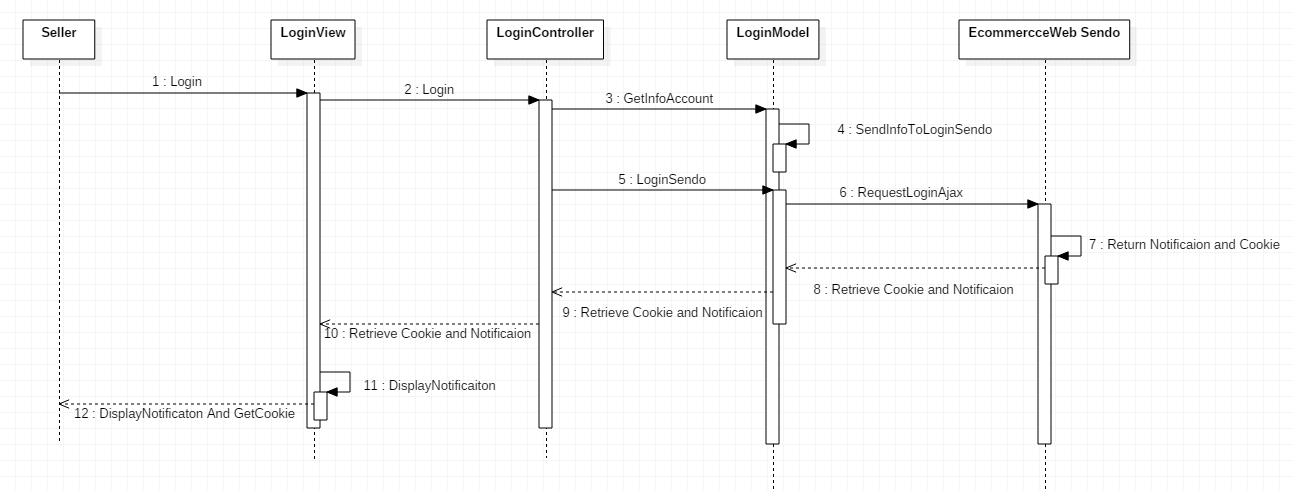 Seller
LoginView
LoginController
LoginModel
EcommercceWeb Sendo
1 : Login
2 : Login
3 : GetInfoAccount
4 : SendInfoToLoginSendo
5 : LoginSendo
6 : RequestLoginAjax
7 : Return Notificaion and Cookie
8 : Retrieve Cookie and Notificaion
9 : Retrieve Cookie and Notificaion
10 : Retrieve Cookie and Notificaion
11 : DisplayNotificaiton
12 : DisplayNotificaton And GetCookie